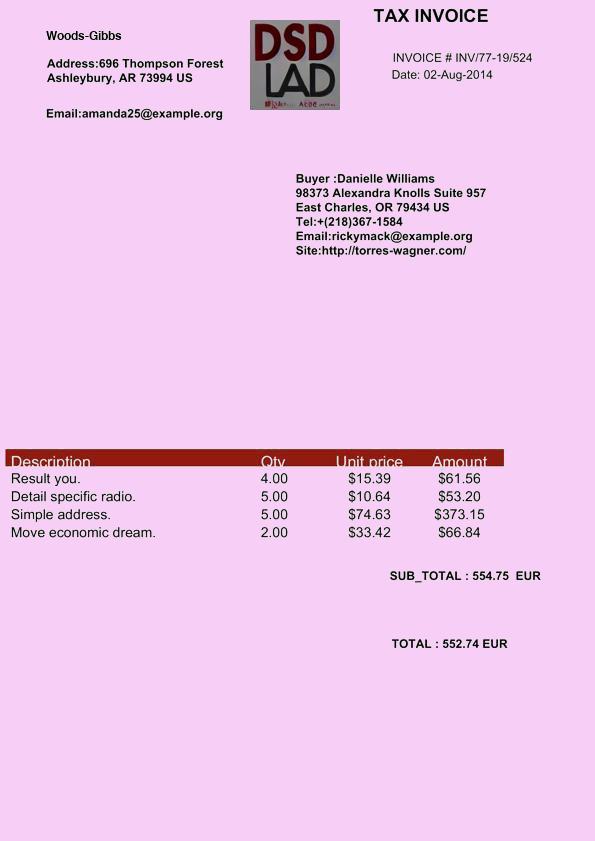 TAX INVOICE
Woods-Gibbs
DSD
LAD
INVOICE # INV/77-19/524
Date: 02-Aug-2014
Address:696 Thompson Forest
Ashleybury, AR 73994 US
Email:amanda25@example.org
Buyer :Danielle Williams
98373 Alexandra Knolls Suite 957
East Charles, OR 79434 US
Tel:+(218)367-1584
Email:rickymack@example.org
Site:http://torres-wagner.com/
Description Qty Unit price Amount
Result you. 4.00 $15.39 $61.56
Detail specific radio. 5.00 $10.64 $53.20
Simple address. 5.00 $74.63 $373.15
Move economic dream. 2.00 $33.42 $66.84
SUB_TOTAL : 554.75 EUR
TOTAL : 552.74 EUR